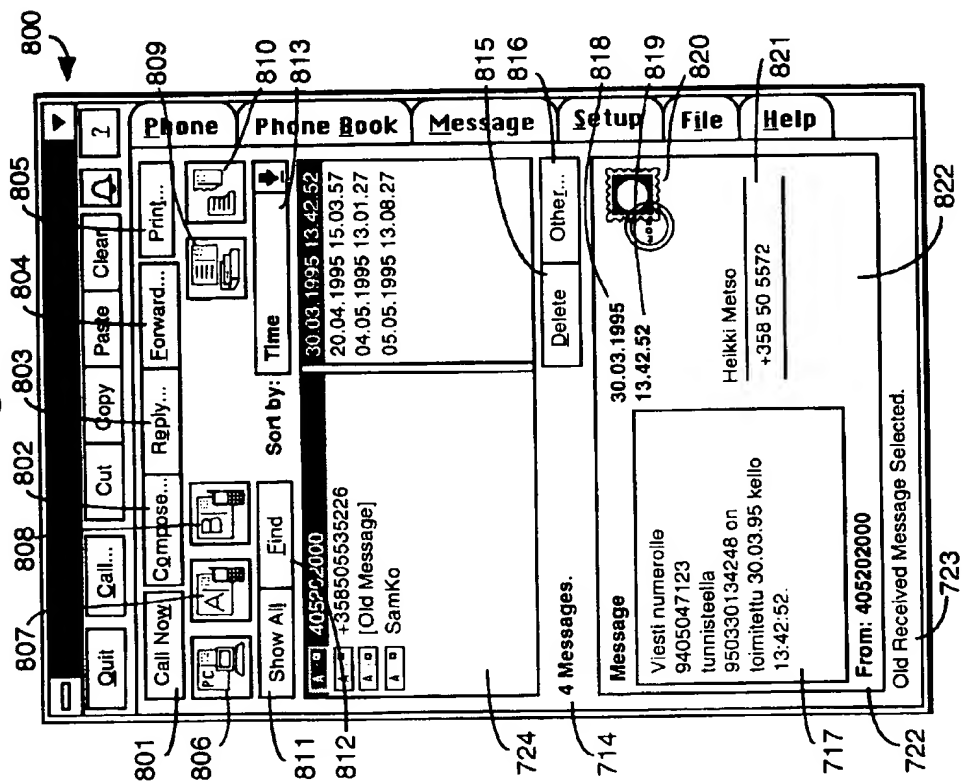 800
Quit
Call...
Cut
Copy
Paste
Clear
?
Call Now
Compose...
Reply...
Forward...
Print...
PC
A
B
Show All
Find
Sort by:
Time
A 405202000
A +358505535226
A [Old Message]
A SamKo
30.03.1995 13.42.52
20.04.1995 15.03.57
04.05.1995 13.01.27
05.05.1995 13.08.27
4 Messages.
Delete
Other...
Message
Viesti numerolle
9405047123
tunnisteella
950330134248 on
toimitettu 30.03.95 kello
13:42:52.
30.03.1995
13.42.52
Heikki Metso
+358 50 5572
From: 405202000
Old Received Message Selected.
Phone
Phone Book
Message
Setup
File
Help
807
808
802
803
804
805
809
810
813
815
816
818
819
820
821
822
801
806
811
812
724
714
717
722
723